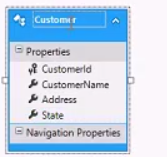 Customer
Properties
CustomerId
CustomerName
Address
State
Navigation Properties